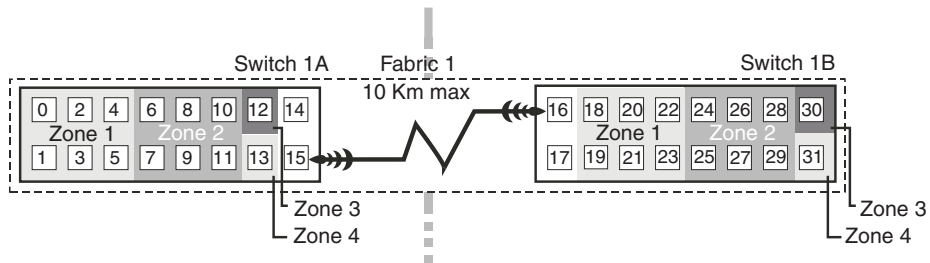 Switch 1A
Fabric 1
10 Km max
Switch 1B
0 2 4 6 8 10 12 14
Zone 1 Zone 2
1 3 5 7 9 11 13 15
16 18 20 22 24 26 28 30
Zone 1 Zone 2
17 19 21 23 25 27 29 31
Zone 3
Zone 4
Zone 3
Zone 4